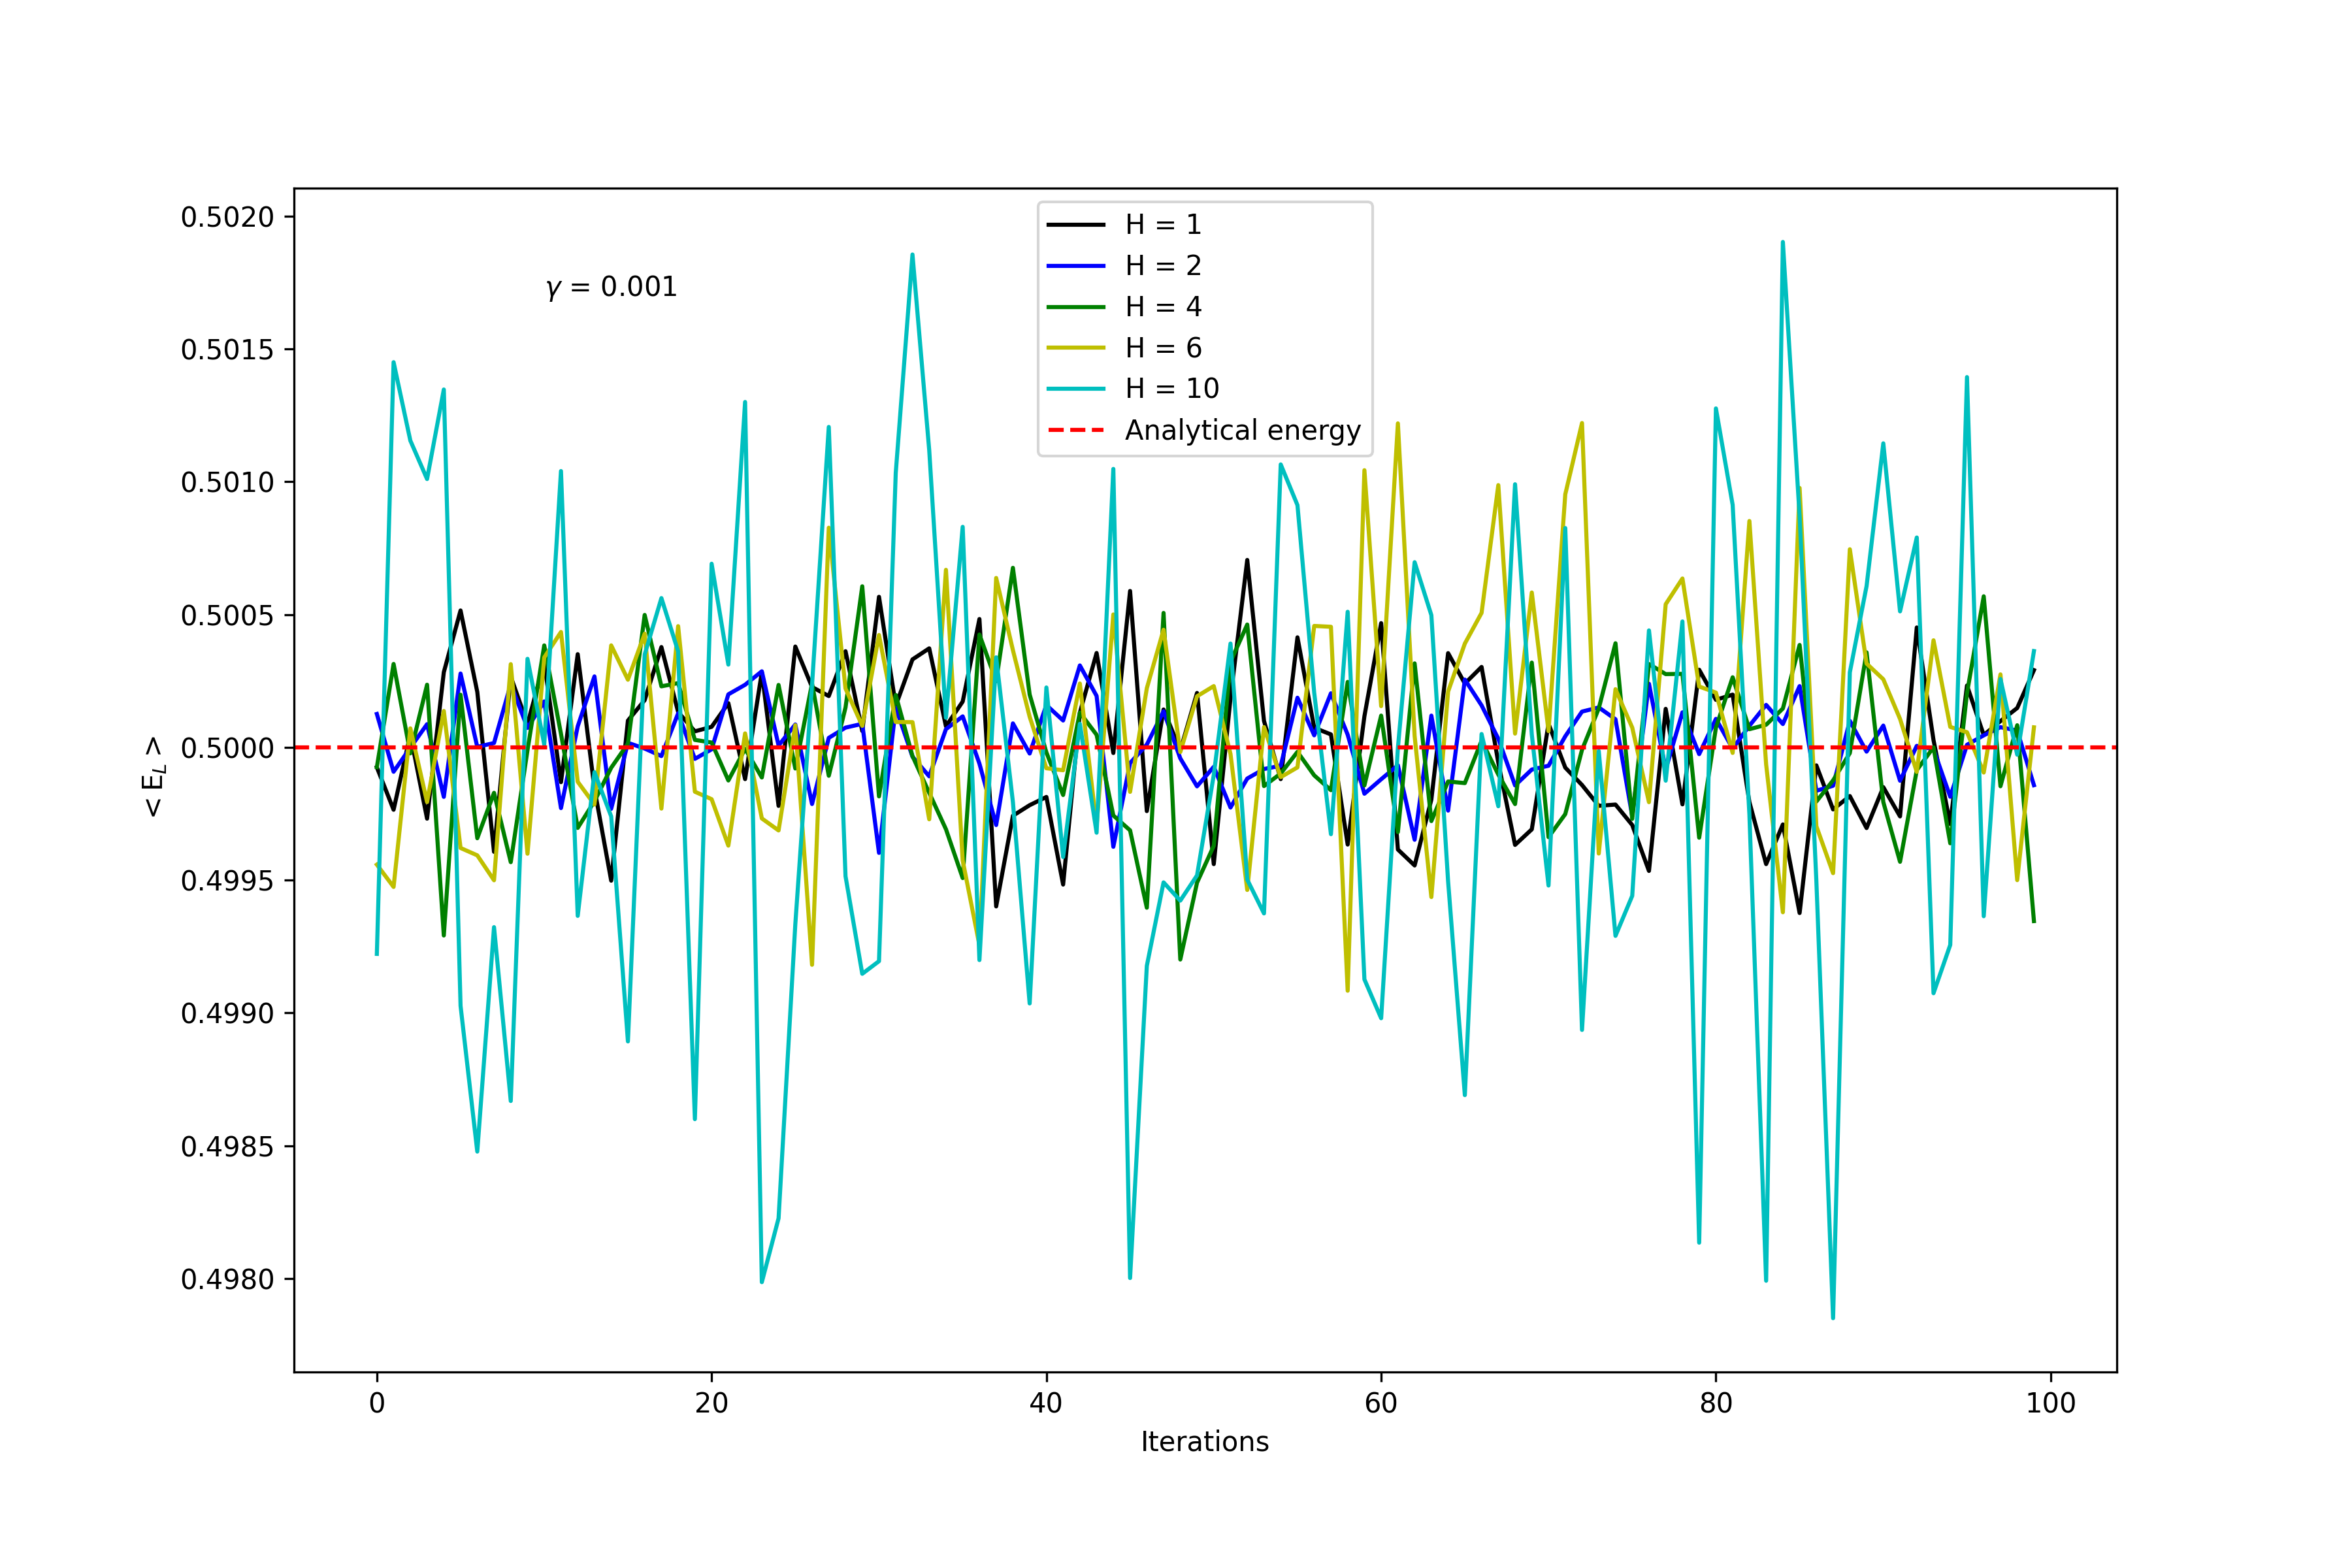 γ = 0.001
H = 1
H = 2
H = 4
H = 6
H = 10
Analytical energy
0.5020
0.5015
0.5010
0.5005
0.5000
0.4995
0.4990
0.4985
0.4980
< E_L >
0 20 40 60 80 100
Iterations